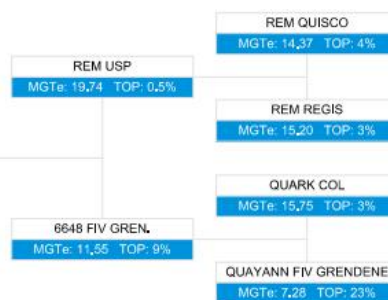 REM QUISCO
MGTe: 14,37 TOP: 4%
REM USP
MGTe: 19,74 TOP: 0,5%
REM REGIS
MGTe: 15,20 TOP: 3%
QUARK COL
MGTe: 15,75 TOP: 3%
6648 FIV GREN.
MGTe: 11,55 TOP: 9%
QUAYANN FIV GRENDENE
MGTe: 7,28 TOP: 23%